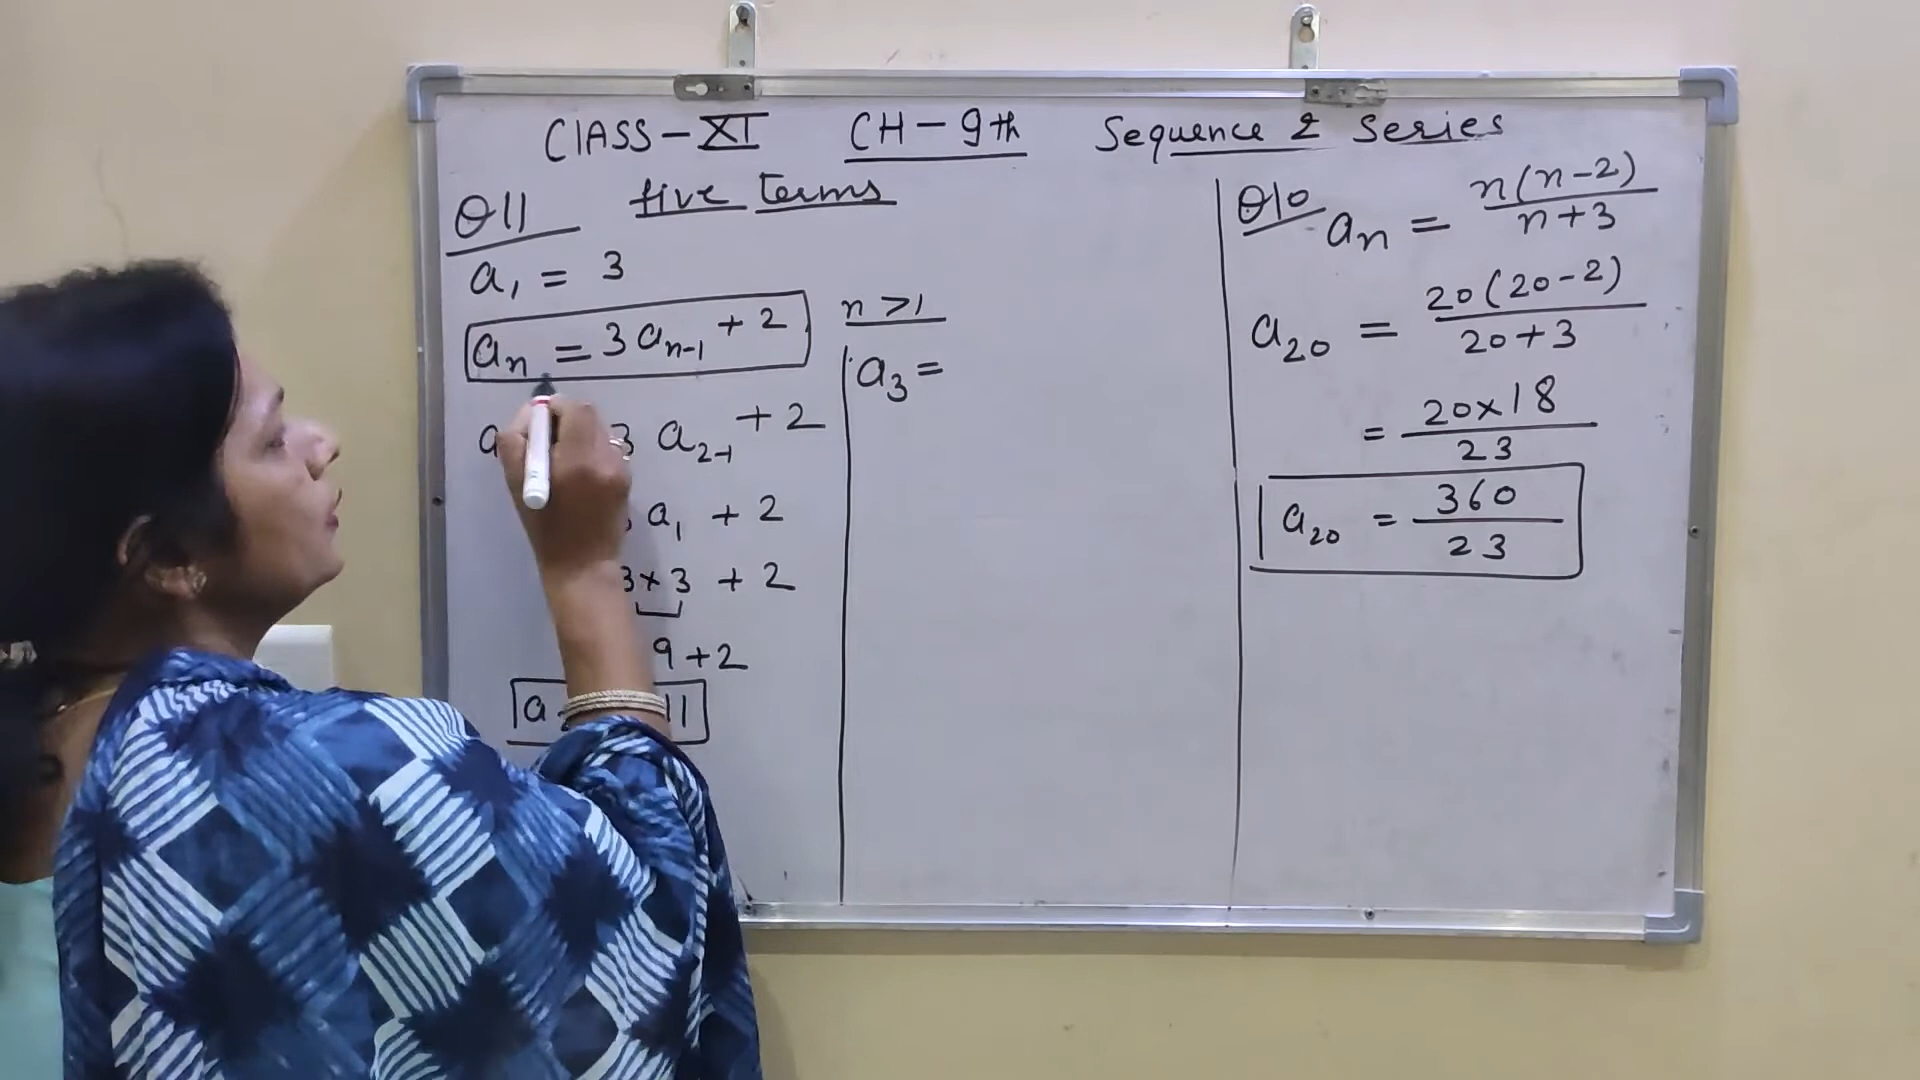 CLASS-XI CH-9th Sequence & Series
Q11 five terms
a₁ = 3
aₙ = 3aₙ₋₁ + 2 n>1
a 3 a₂₋₁ + 2
a₁ + 2
3×3 + 2
9+2
a 11
a₃ =
Q10 aₙ = n(n-2)/n+3
a₂₀ = 20(20-2)/20+3
= 20×18/23
a₂₀ = 360/23